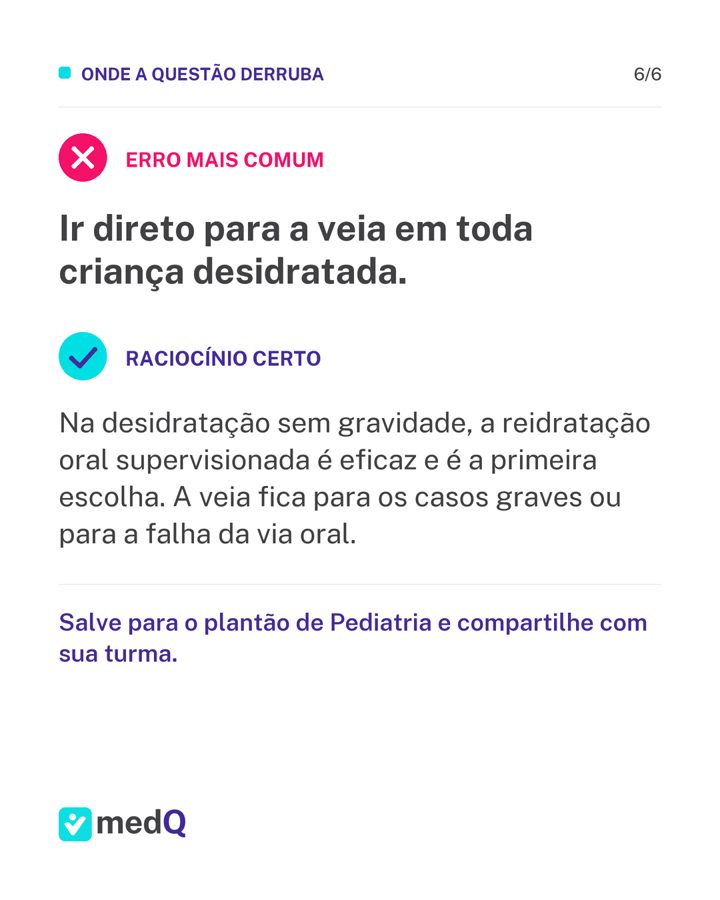 ONDE A QUESTÃO DERRUBA
6/6
ERRO MAIS COMUM
Ir direto para a veia em toda
criança desidratada.
RACIOCÍNIO CERTO
Na desidratação sem gravidade, a reidratação
oral supervisionada é eficaz e é a primeira
escolha. A veia fica para os casos graves ou
para a falha da via oral.
Salve para o plantão de Pediatria e compartilhe com
sua turma.
medQ